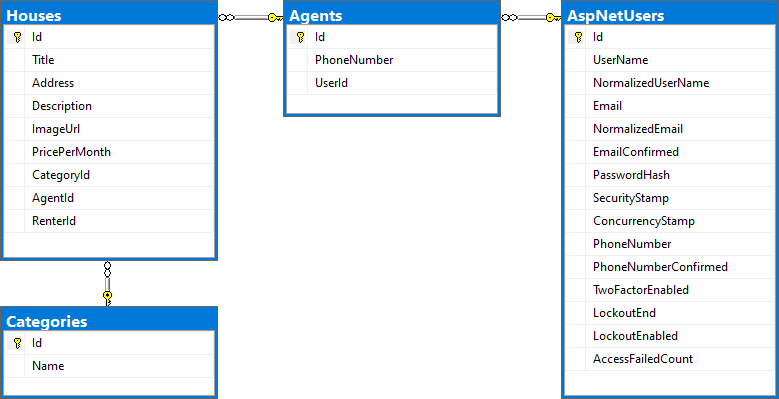 Houses
Id
Title
Address
Description
ImageUrl
PricePerMonth
CategoryId
AgentId
RenterId
Agents
Id
PhoneNumber
UserId
AspNetUsers
Id
UserName
NormalizedUserName
Email
NormalizedEmail
EmailConfirmed
PasswordHash
SecurityStamp
ConcurrencyStamp
PhoneNumber
PhoneNumberConfirmed
TwoFactorEnabled
LockoutEnd
LockoutEnabled
AccessFailedCount
Categories
Id
Name